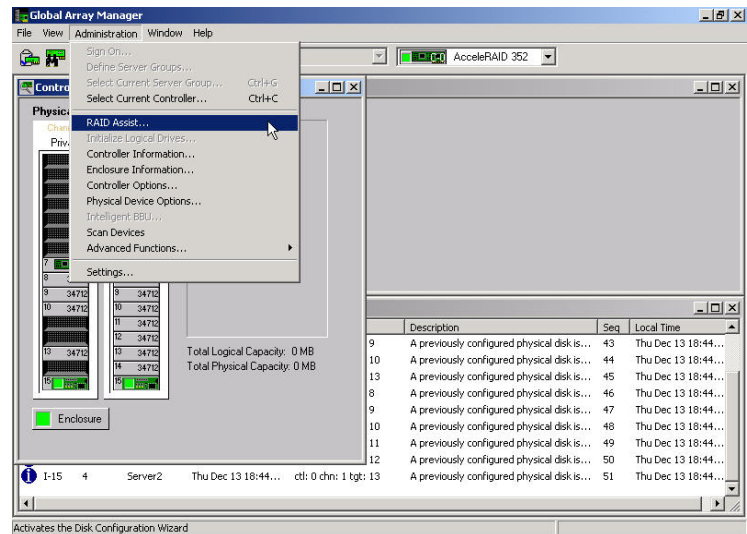 Global Array Manager
File View Administration Window Help
AcceleRAID 352
Sign On...
Define Server Groups...
Select Current Server Group... Ctrl+G
Select Current Controller... Ctrl+C
RAID Assist...
Initialize Logical Drives...
Controller Information...
Enclosure Information...
Controller Options...
Physical Device Options...
Intelligent BBU...
Scan Devices
Advanced Functions...
Settings...
Contro
Physic
Chan
Priv
7
8
9 34712 9 34712
10 34712 10 34712
11 34712
12 34712
13 34712 13 34712
14 34712
15 15
Total Logical Capacity: 0 MB
Total Physical Capacity: 0 MB
Enclosure
Description Seq Local Time
9 A previously configured physical disk is... 43 Thu Dec 13 18:44...
10 A previously configured physical disk is... 44 Thu Dec 13 18:44...
13 A previously configured physical disk is... 45 Thu Dec 13 18:44...
8 A previously configured physical disk is... 46 Thu Dec 13 18:44...
9 A previously configured physical disk is... 47 Thu Dec 13 18:44...
10 A previously configured physical disk is... 48 Thu Dec 13 18:44...
11 A previously configured physical disk is... 49 Thu Dec 13 18:44...
12 A previously configured physical disk is... 50 Thu Dec 13 18:44...
I-15 4 Server2 Thu Dec 13 18:44... ctl: 0 chn: 1 tgt: 13 A previously configured physical disk is... 51 Thu Dec 13 18:44...
Activates the Disk Configuration Wizard